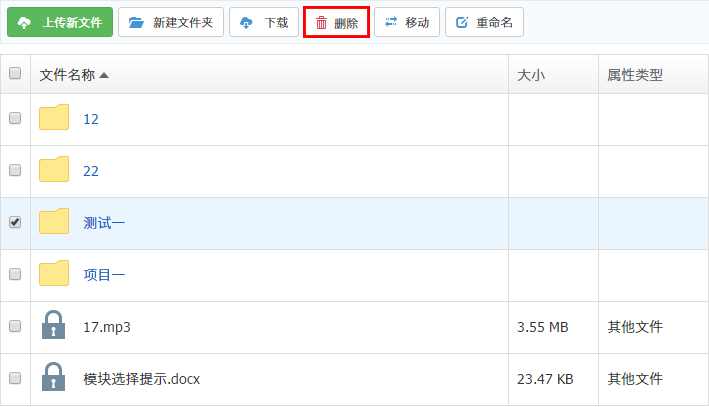 上传新文件 新建文件夹 下载 删除 移动 重命名
文件名称 大小 属性类型
12
22
测试一
项目一
17.mp3 3.55 MB 其他文件
模块选择提示.docx 23.47 KB 其他文件